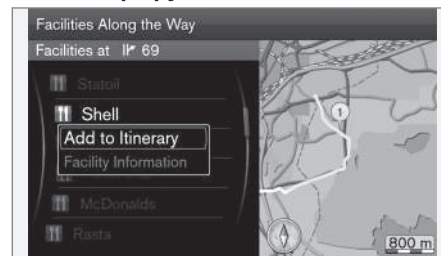 Facilities Along the Way
Facilities at 69
Statoil
Shell
Add to Itinerary
Facility Information
McDonalds
Rasta
1
800 m